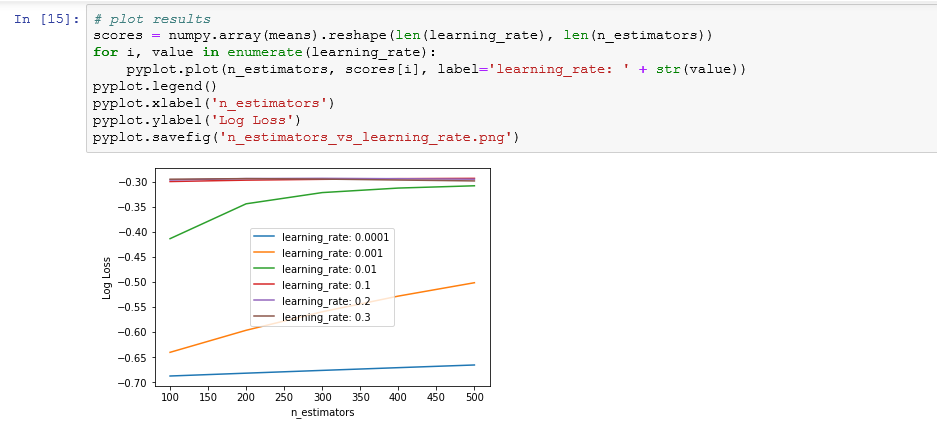 In [15]: # plot results
scores = numpy.array(means).reshape(len(learning_rate), len(n_estimators))
for i, value in enumerate(learning_rate):
    pyplot.plot(n_estimators, scores[i], label='learning_rate: ' + str(value))
pyplot.legend()
pyplot.xlabel('n_estimators')
pyplot.ylabel('Log Loss')
pyplot.savefig('n_estimators_vs_learning_rate.png')
−0.30
−0.35
−0.40
−0.45
−0.50
−0.55
−0.60
−0.65
−0.70
Log Loss
learning_rate: 0.0001
learning_rate: 0.001
learning_rate: 0.01
learning_rate: 0.1
learning_rate: 0.2
learning_rate: 0.3
100 150 200 250 300 350 400 450 500
n_estimators